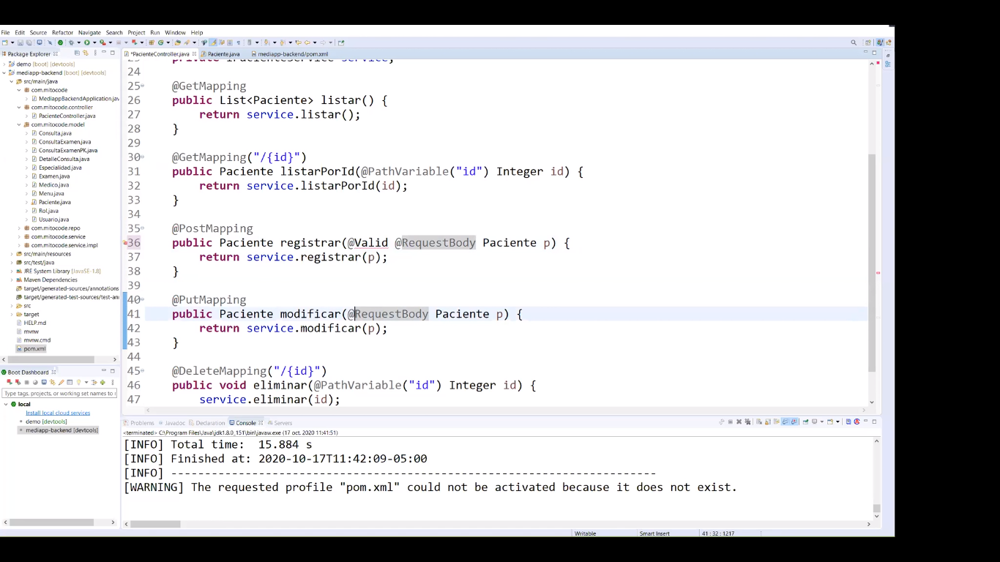 File Edit Source Refactor Navigate Search Project Run Window Help
Package Explorer
demo [boot] [devtools]
mediapp-backend [boot] [devtools]
src/main/java
com.mitocode
MediappBackendApplication.jav
com.mitocode.controller
PacienteController.java
com.mitocode.model
Consulta.java
ConsultaExamen.java
ConsultaExamenPK.java
DetalleConsulta.java
Especialidad.java
Examen.java
Medico.java
Menu.java
Paciente.java
Rol.java
Usuario.java
com.mitocode.repo
com.mitocode.service
com.mitocode.service.impl
src/main/resources
src/test/java
JRE System Library [JavaSE-1.8]
Maven Dependencies
target/generated-sources/annotations
target/generated-test-sources/test-an
src
target
HELP.md
mvnw
mvnw.cmd
pom.xml
Boot Dashboard
Type tags, projects, or working set names to
local
Install local cloud services
demo [devtools]
mediapp-backend [devtools]
*PacienteController.java Paciente.java mediapp-backend/pom.xml
24
25 @GetMapping
26 public List<Paciente> listar() {
27 return service.listar();
28 }
29
30 @GetMapping("/{id}")
31 public Paciente listarPorId(@PathVariable("id") Integer id) {
32 return service.listarPorId(id);
33 }
34
35 @PostMapping
36 public Paciente registrar(@Valid @RequestBody Paciente p) {
37 return service.registrar(p);
38 }
39
40 @PutMapping
41 public Paciente modificar(@RequestBody Paciente p) {
42 return service.modificar(p);
43 }
44
45 @DeleteMapping("/{id}")
46 public void eliminar(@PathVariable("id") Integer id) {
47 service.eliminar(id);
Problems Javadoc Declaration Console Servers
<terminated> C:\Program Files\Java\jdk1.8.0_151\bin\javaw.exe (17 oct. 2020 11:41:51)
[INFO] Total time: 15.884 s
[INFO] Finished at: 2020-10-17T11:42:09-05:00
[INFO] ------------------------------------------------------------------------
[WARNING] The requested profile "pom.xml" could not be activated because it does not exist.
Writable Smart Insert 41 : 32 : 1217